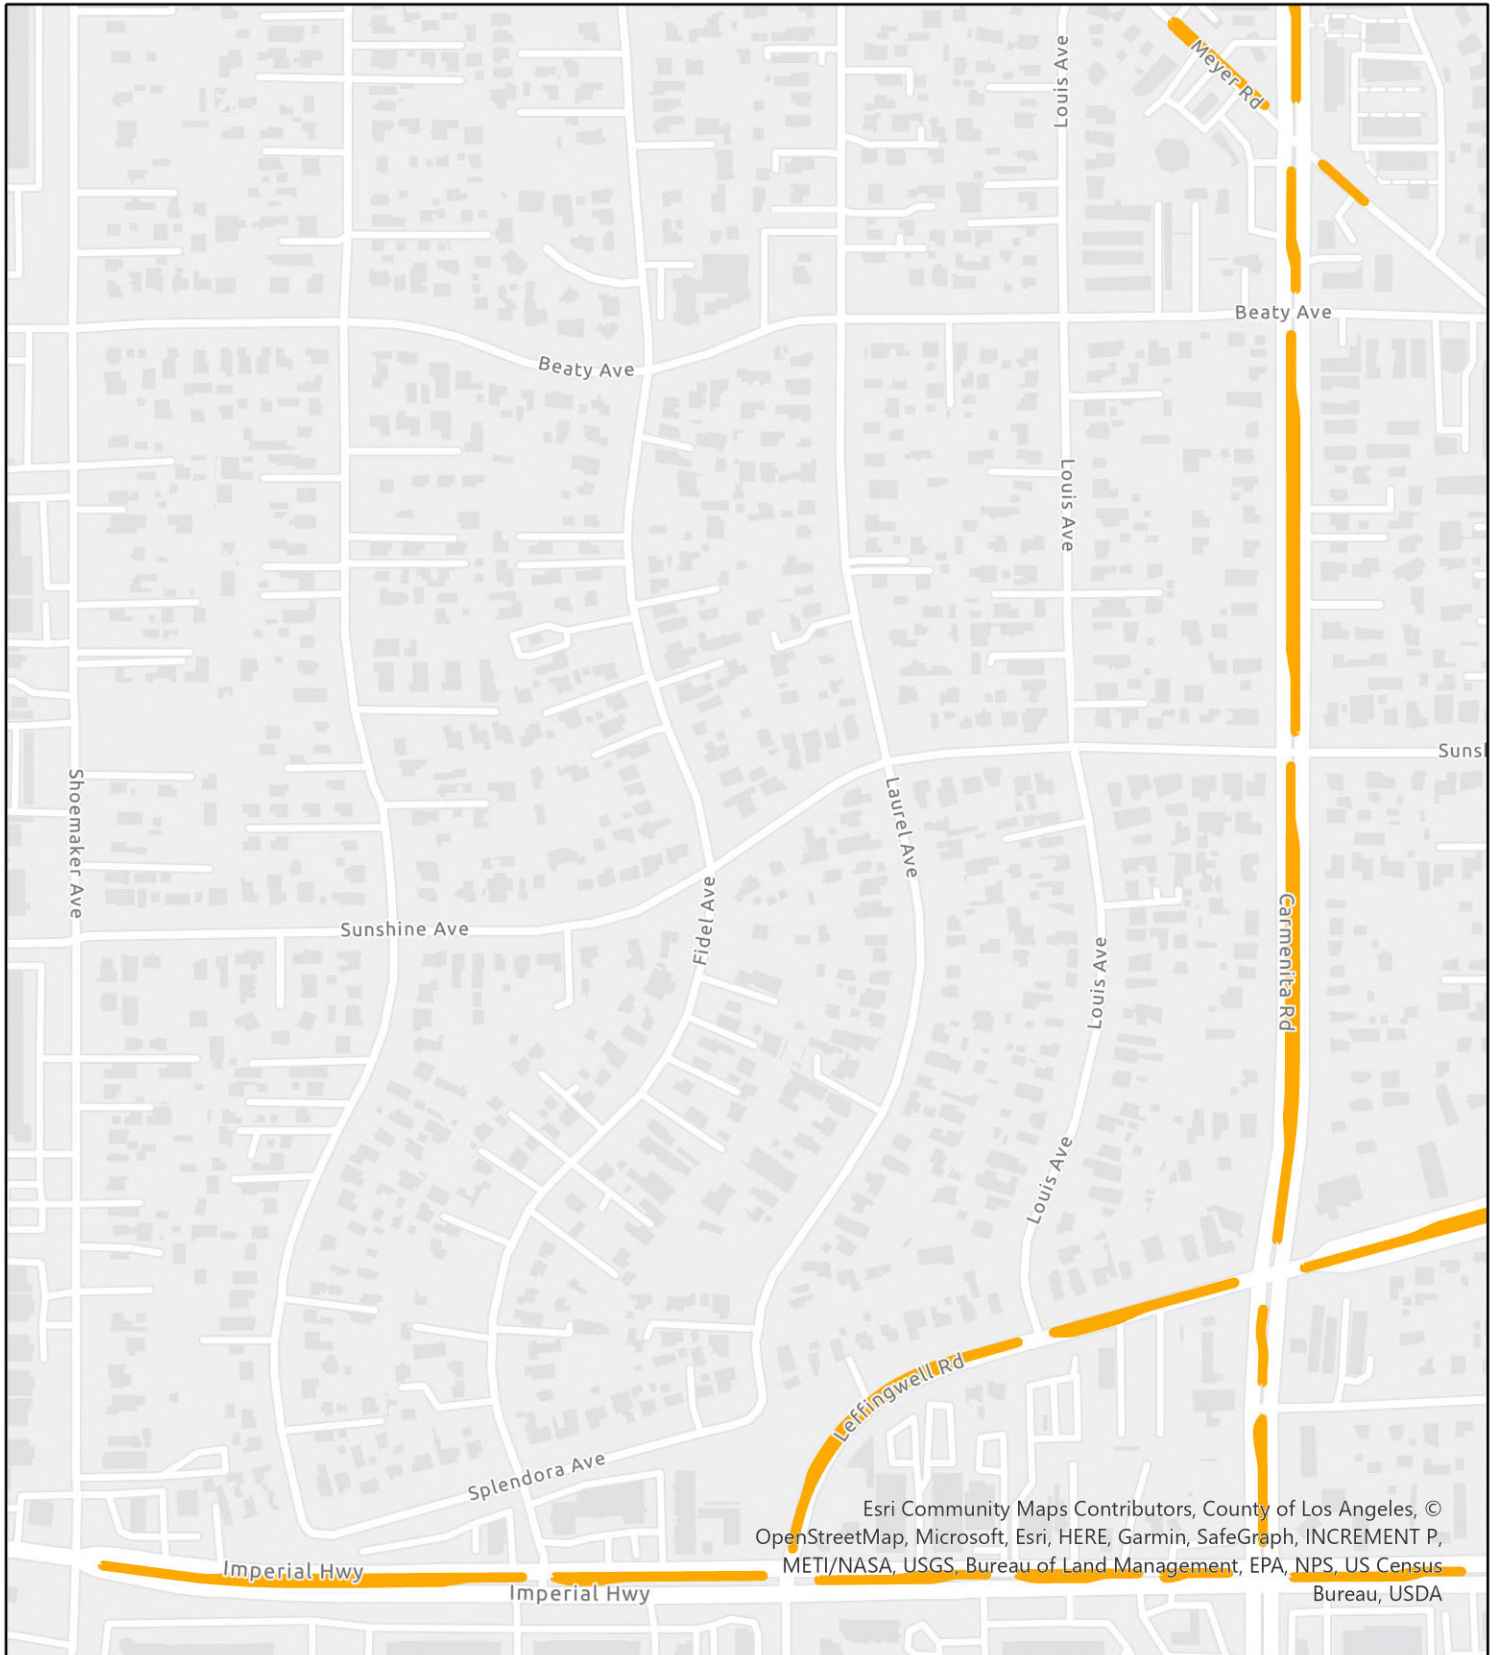 Louis Ave
Meyer Rd
Beaty Ave
Beaty Ave
Louis Ave
Sunsh
Shoemaker Ave
Laurel Ave
Fidel Ave
Carmenita Rd
Sunshine Ave
Louis Ave
Louis Ave
Leffingwell Rd
Splendora Ave
Esri Community Maps Contributors, County of Los Angeles, ©
OpenStreetMap, Microsoft, Esri, HERE, Garmin, SafeGraph, INCREMENT P,
METI/NASA, USGS, Bureau of Land Management, EPA, NPS, US Census
Bureau, USDA
Imperial Hwy
Imperial Hwy